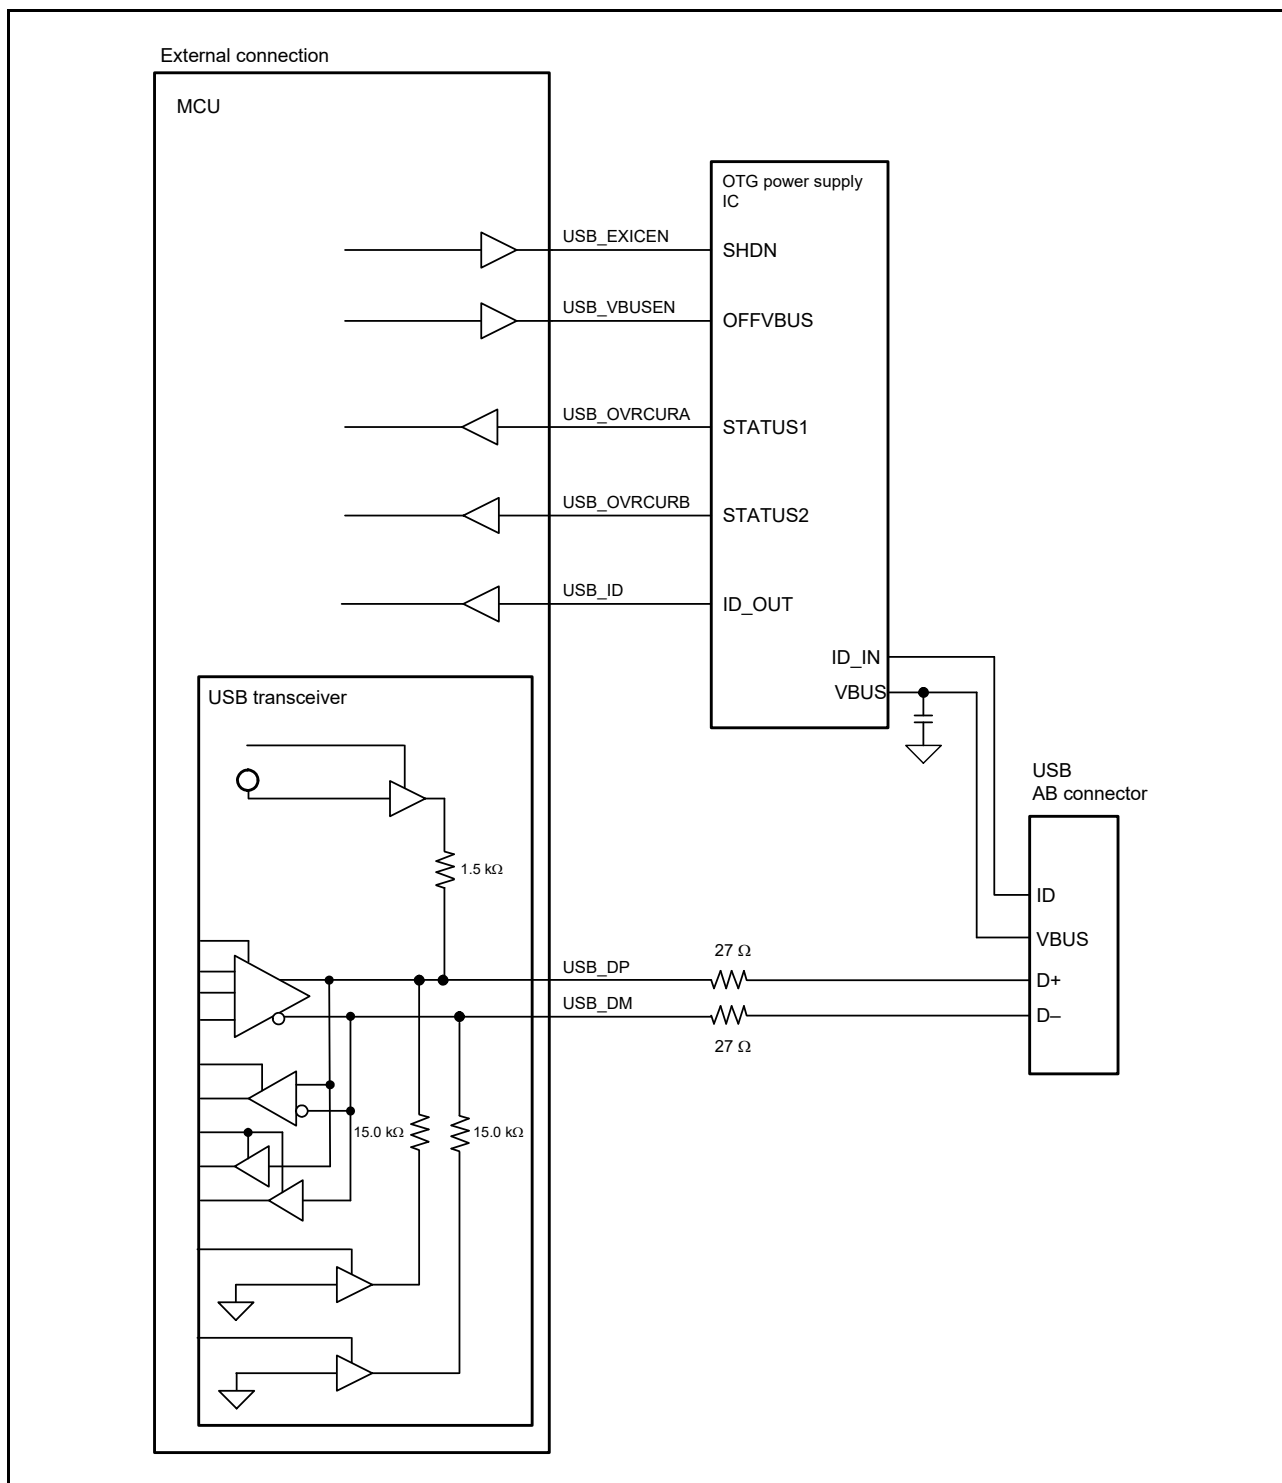 External connection
MCU
OTG power supply
IC
USB_EXICEN
SHDN
USB_VBUSEN
OFFVBUS
USB_OVRCURA
STATUS1
USB_OVRCURB
STATUS2
USB_ID
ID_OUT
ID_IN
VBUS
USB transceiver
USB
AB connector
1.5 kΩ
ID
VBUS
27 Ω
USB_DP
D+
USB_DM
D–
27 Ω
15.0 kΩ
15.0 kΩ